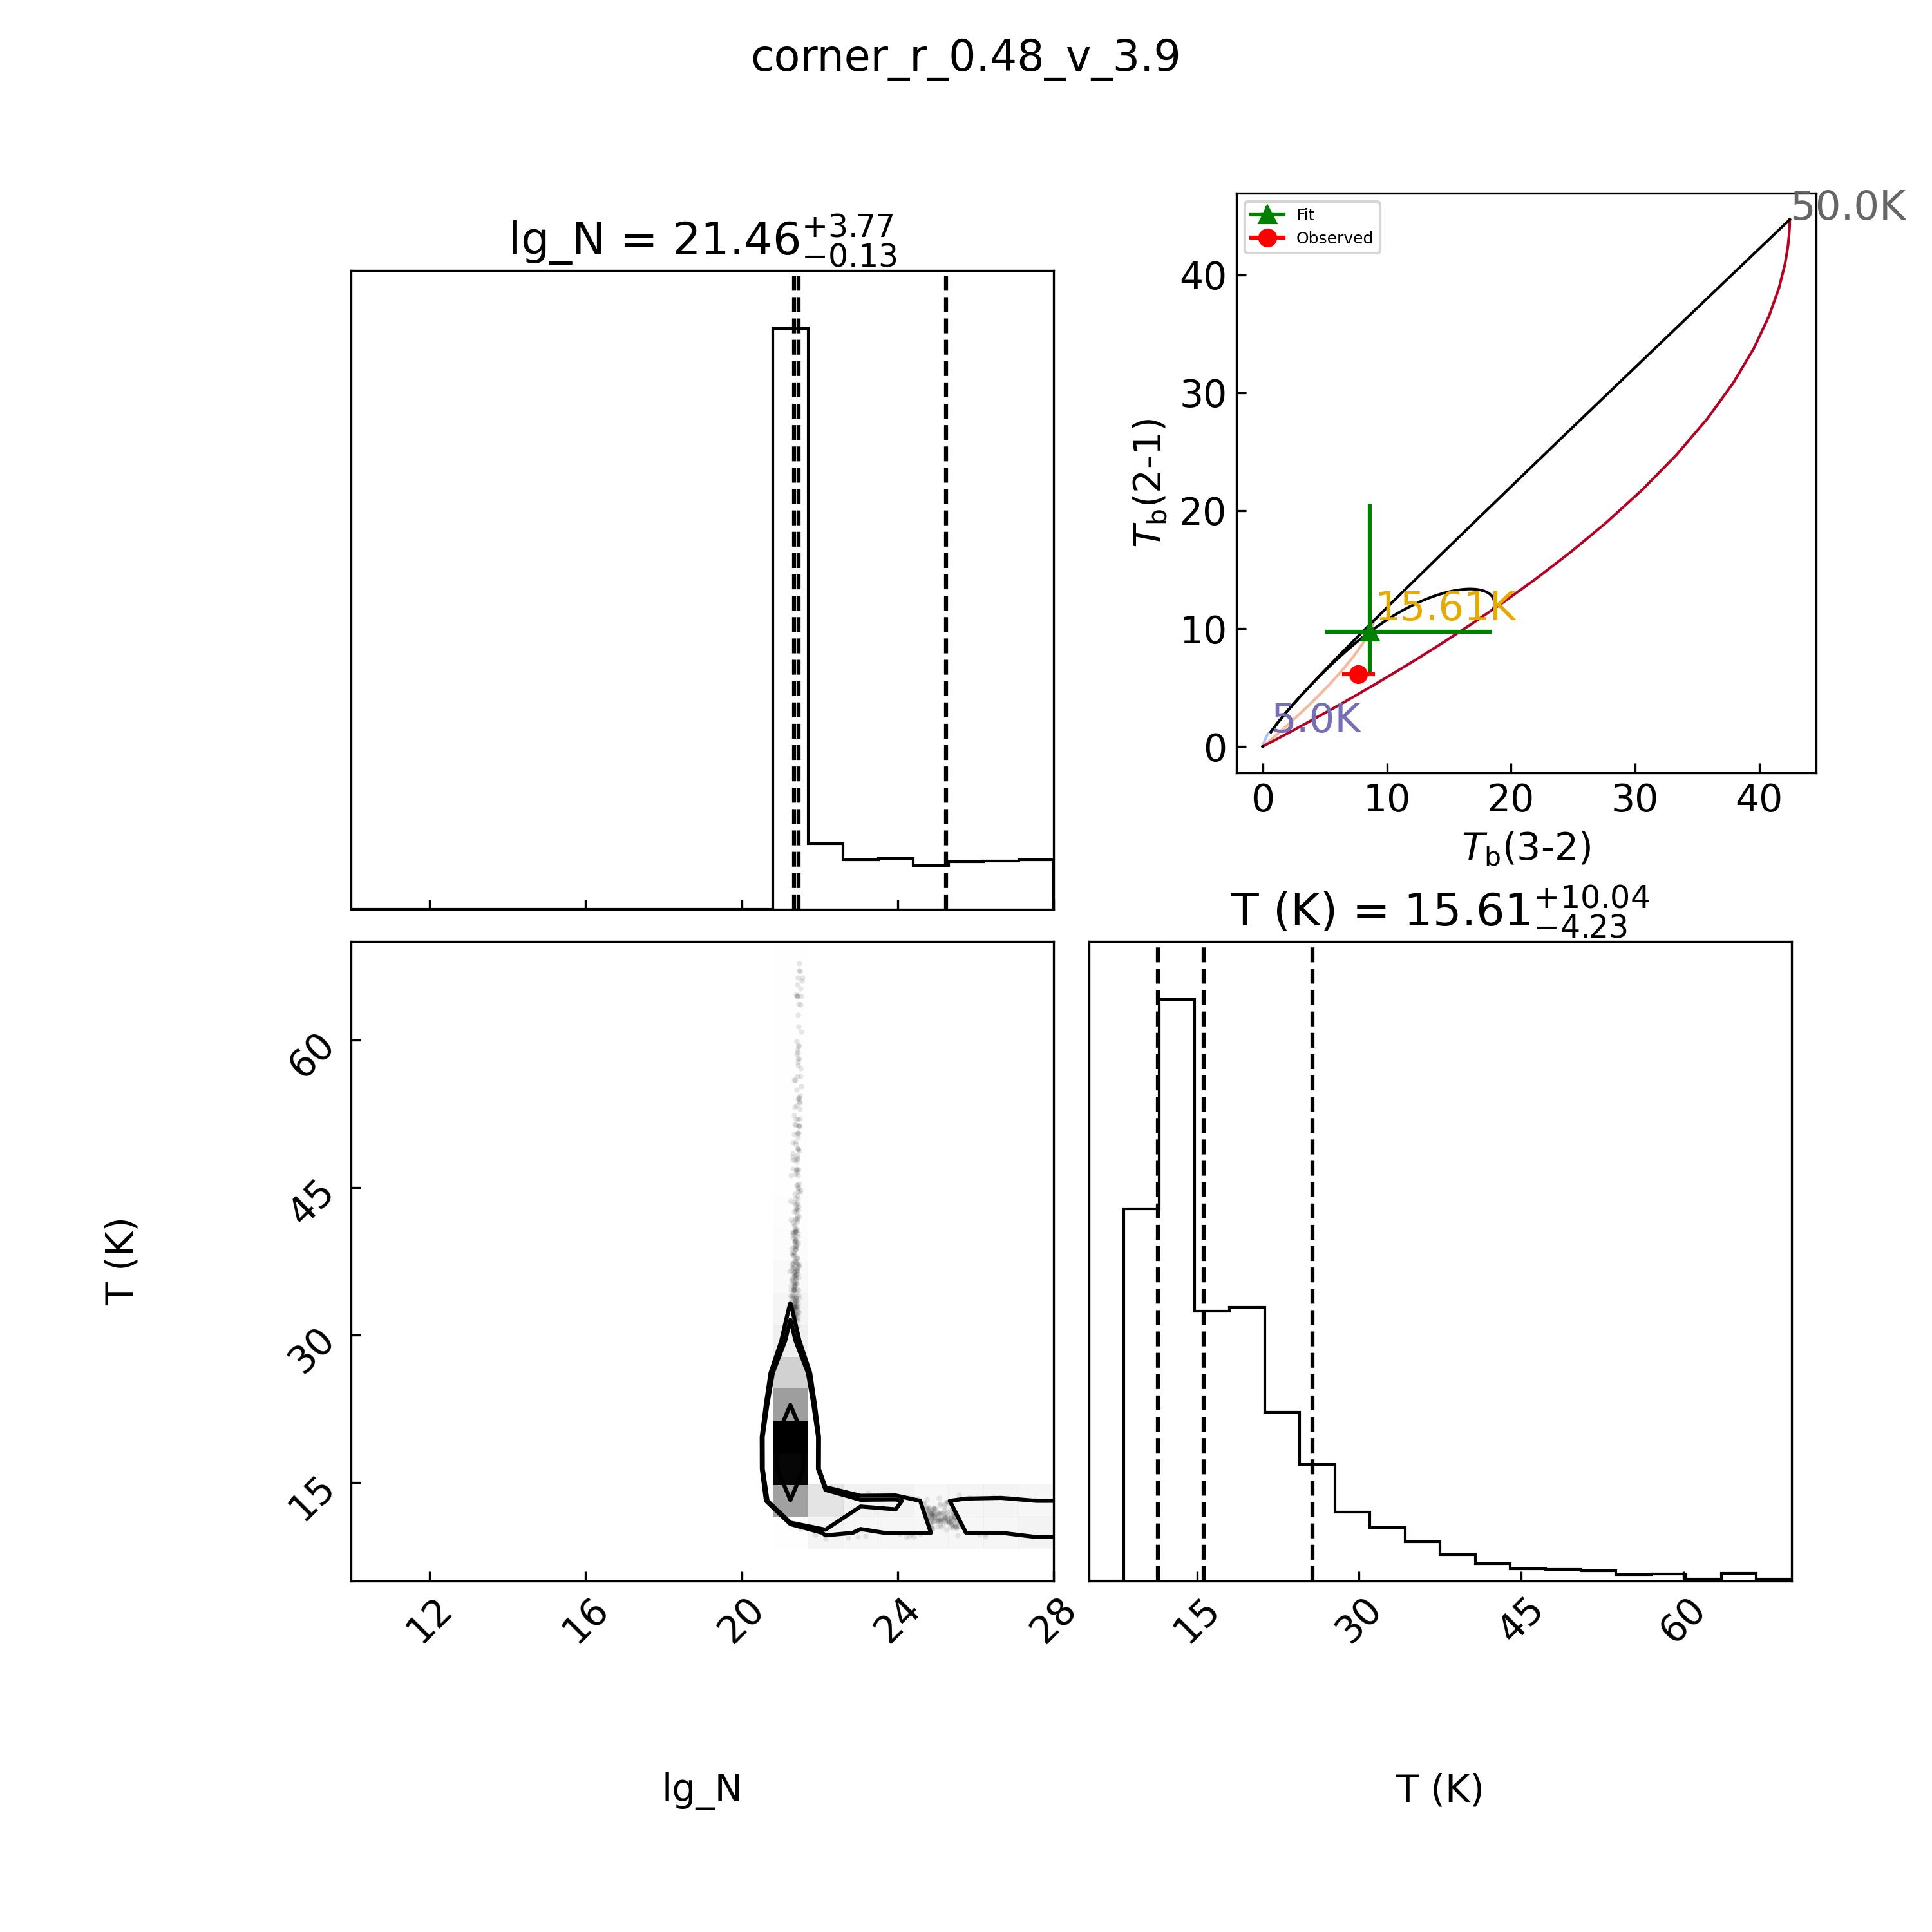 corner_r_0.48_v_3.9
lg_N = 21.46 +3.77 −0.13
50.0K
Fit
Observed
15.61K
5.0K
40
30
20
10
0
T_b(2-1)
0 10 20 30 40
T_b(3-2)
T (K) = 15.61 +10.04 −4.23
60
45
30
15
T (K)
12 16 20 24 28
15 30 45 60
lg_N
T (K)